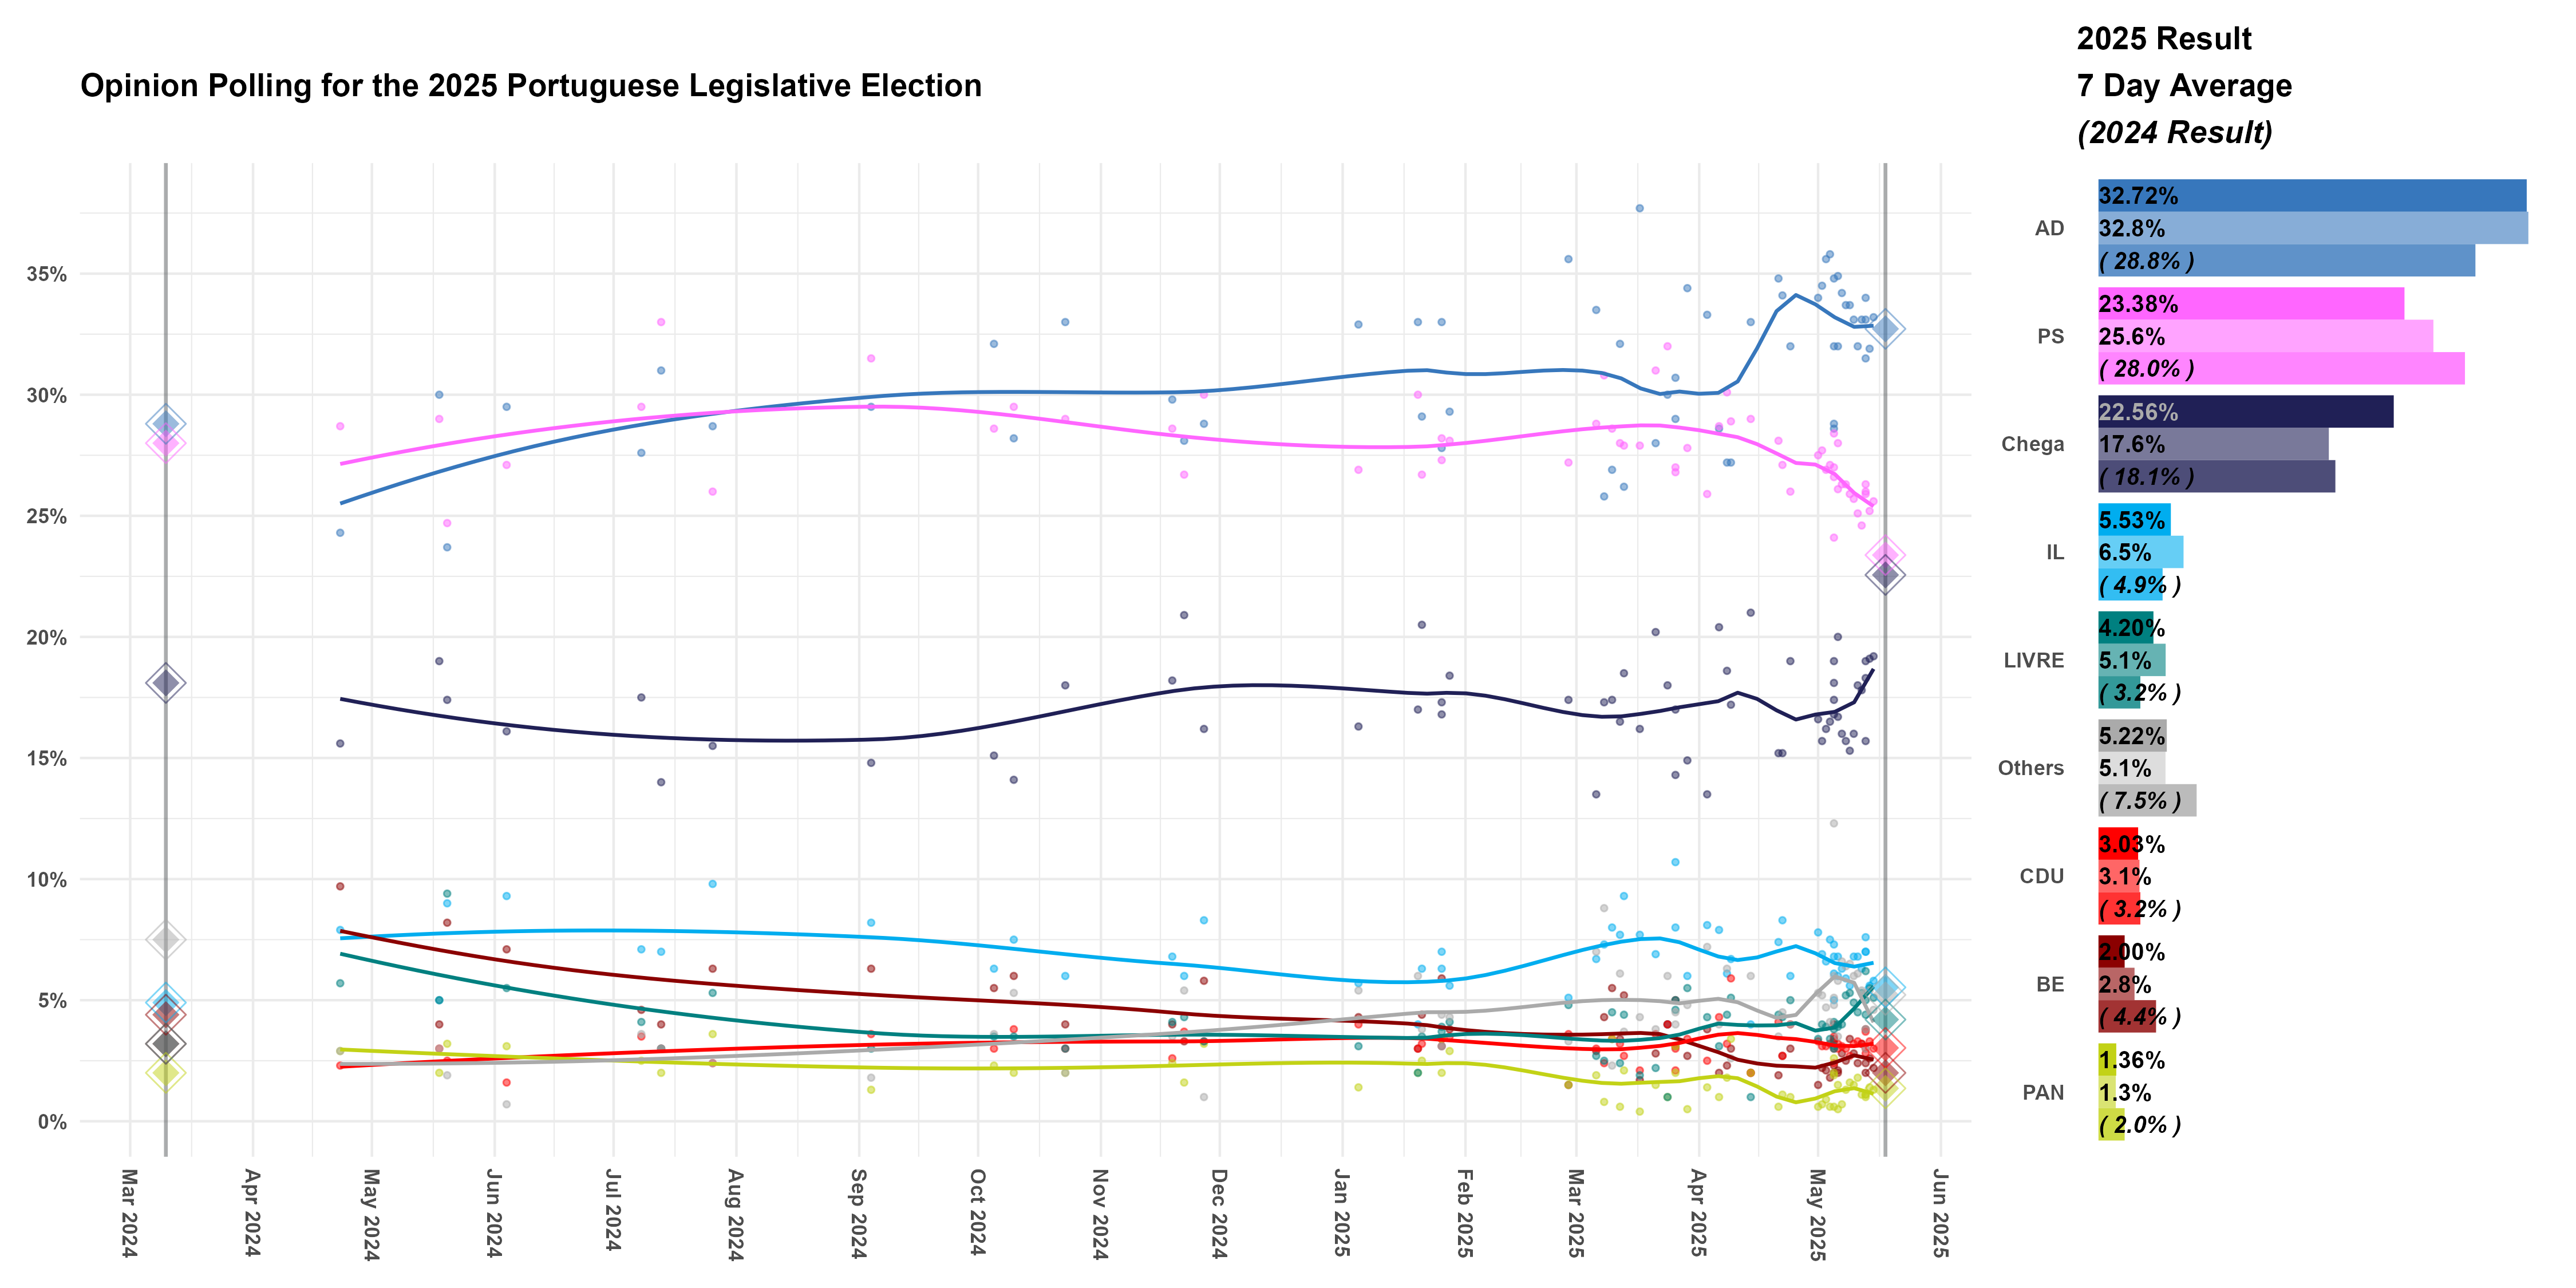 Opinion Polling for the 2025 Portuguese Legislative Election
2025 Result
7 Day Average
(2024 Result)
35%
30%
25%
20%
15%
10%
5%
0%
Mar 2024
Apr 2024
May 2024
Jun 2024
Jul 2024
Aug 2024
Sep 2024
Oct 2024
Nov 2024
Dec 2024
Jan 2025
Feb 2025
Mar 2025
Apr 2025
May 2025
Jun 2025
AD
32.72%
32.8%
( 28.8% )
PS
23.38%
25.6%
( 28.0% )
Chega
22.56%
17.6%
( 18.1% )
IL
5.53%
6.5%
( 4.9% )
LIVRE
4.20%
5.1%
( 3.2% )
Others
5.22%
5.1%
( 7.5% )
CDU
3.03%
3.1%
( 3.2% )
BE
2.00%
2.8%
( 4.4% )
PAN
1.36%
1.3%
( 2.0% )